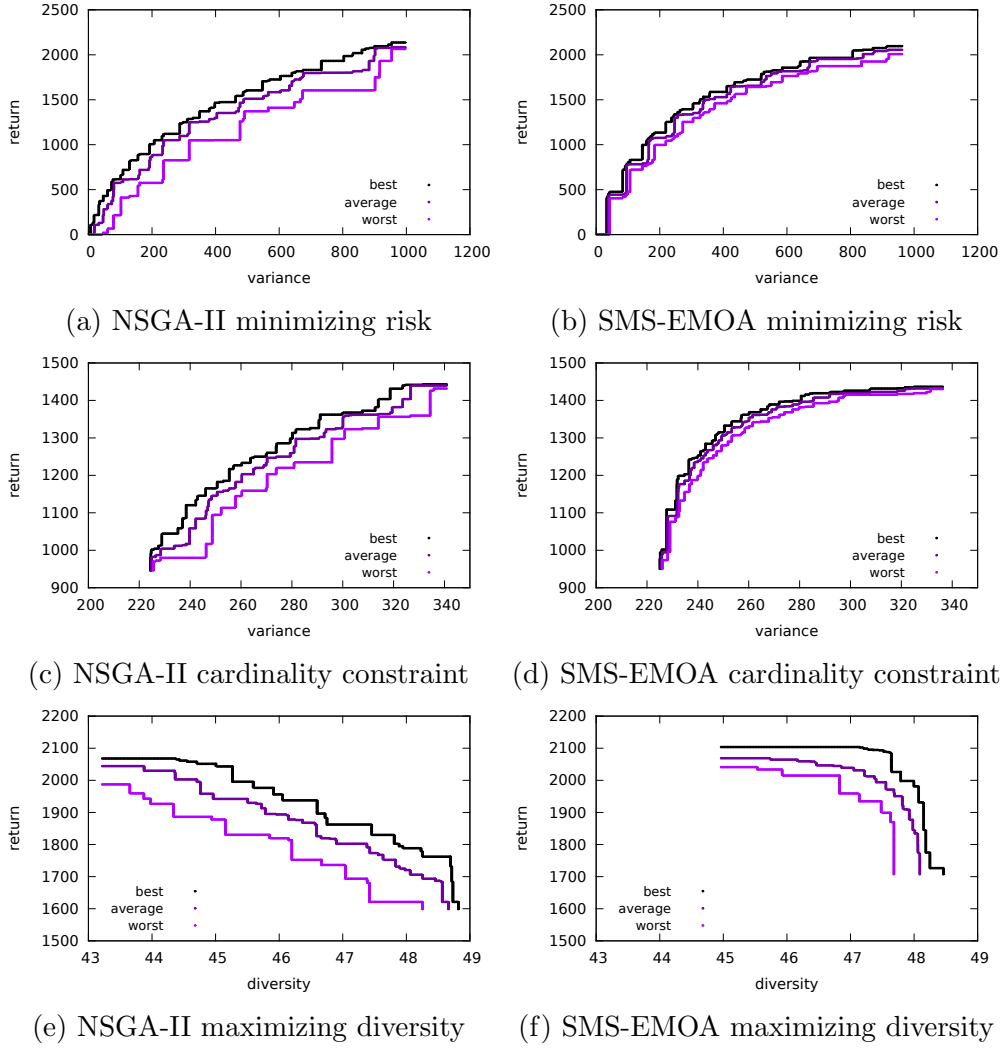 2500
2000
1500
1000
500
0
return
best
average
worst
0 200 400 600 800 1000 1200
variance
(a) NSGA-II minimizing risk
2500
2000
1500
1000
500
0
return
best
average
worst
0 200 400 600 800 1000 1200
variance
(b) SMS-EMOA minimizing risk
1500
1400
1300
1200
1100
1000
900
return
best
average
worst
200 220 240 260 280 300 320 340
variance
(c) NSGA-II cardinality constraint
1500
1400
1300
1200
1100
1000
900
return
best
average
worst
200 220 240 260 280 300 320 340
variance
(d) SMS-EMOA cardinality constraint
2200
2100
2000
1900
1800
1700
1600
1500
return
best
average
worst
43 44 45 46 47 48 49
diversity
(e) NSGA-II maximizing diversity
2200
2100
2000
1900
1800
1700
1600
1500
return
best
average
worst
43 44 45 46 47 48 49
diversity
(f) SMS-EMOA maximizing diversity